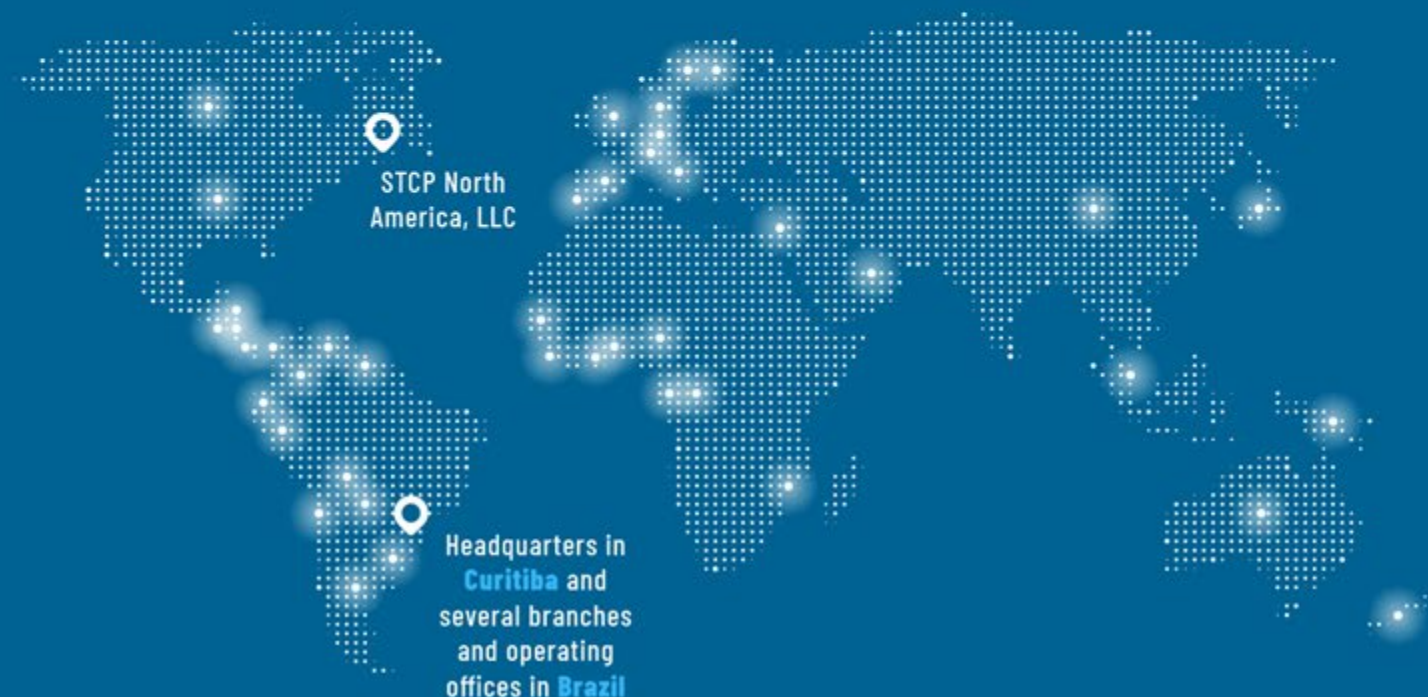 STCP North
America, LLC
Headquarters in
Curitiba and
several branches
and operating
offices in Brazil